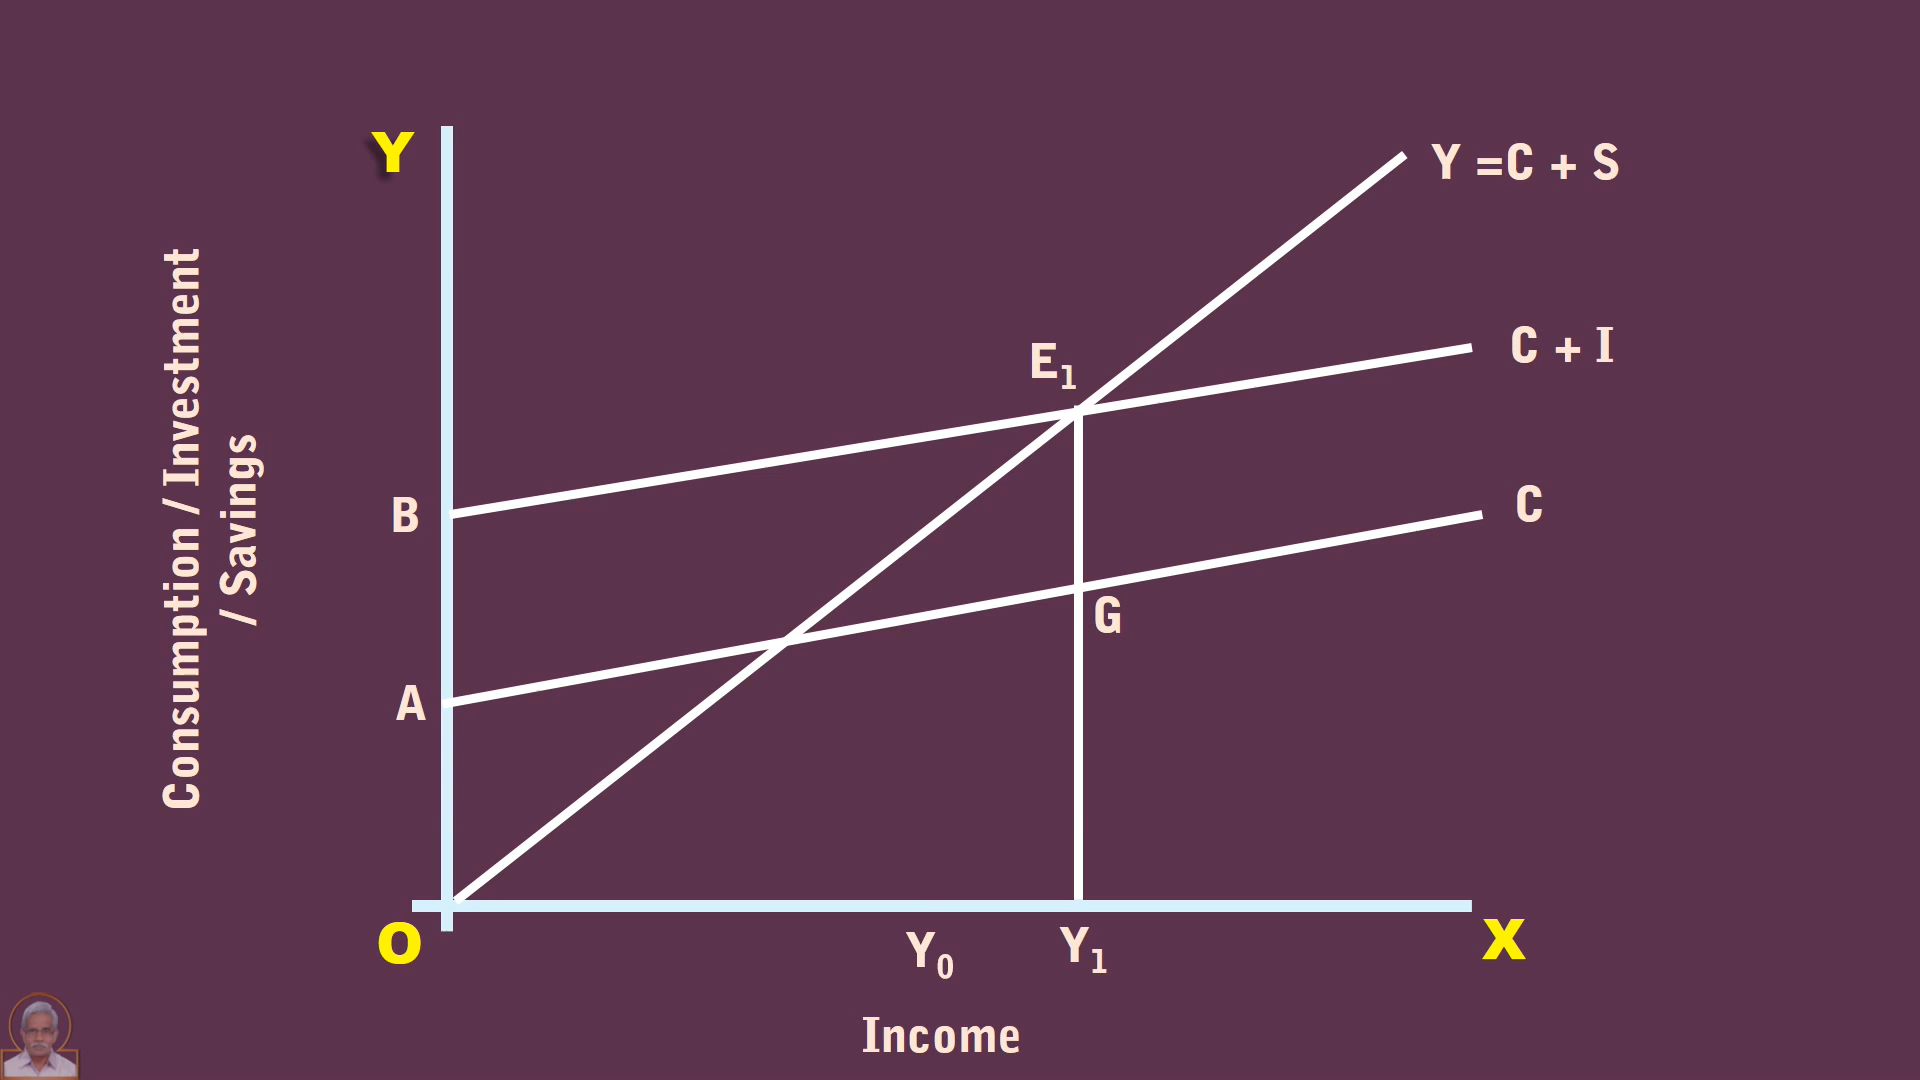 Y
Y =C + S
Consumption / Investment
/ Savings
E₁
C + I
B
C
G
A
O
Y₀
Y₁
X
Income